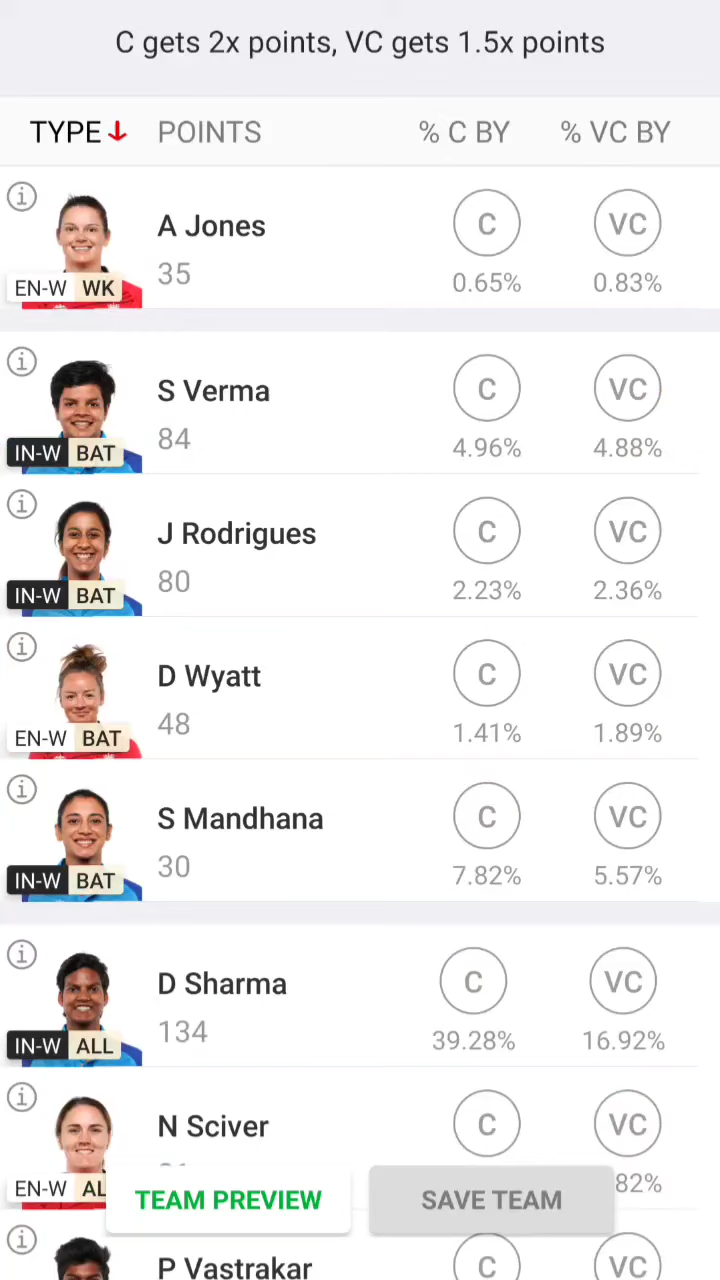 C gets 2x points, VC gets 1.5x points
TYPE POINTS % C BY % VC BY
A Jones C VC
35 0.65% 0.83%
EN-W WK
S Verma C VC
84 4.96% 4.88%
IN-W BAT
J Rodrigues C VC
80 2.23% 2.36%
IN-W BAT
D Wyatt C VC
48 1.41% 1.89%
EN-W BAT
S Mandhana C VC
30 7.82% 5.57%
IN-W BAT
D Sharma C VC
134 39.28% 16.92%
IN-W ALL
N Sciver C VC
82%
EN-W AL
TEAM PREVIEW SAVE TEAM
P Vastrakar C VC